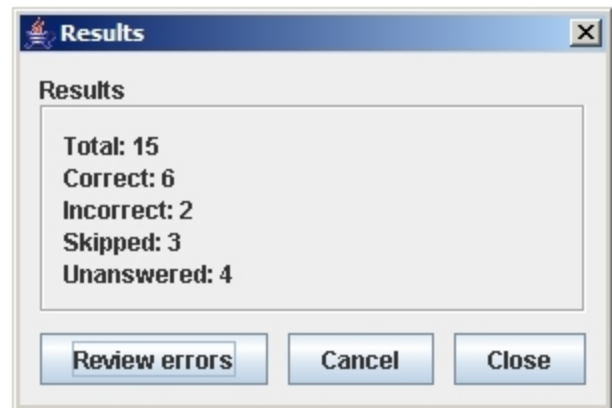 Results
Results
Total: 15
Correct: 6
Incorrect: 2
Skipped: 3
Unanswered: 4
Review errors Cancel Close